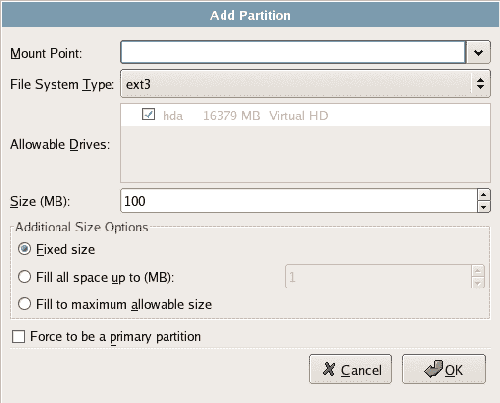 Add Partition
Mount Point:
File System Type: ext3
hda 16379 MB Virtual HD
Allowable Drives:
Size (MB): 100
Additional Size Options
Fixed size
Fill all space up to (MB): 1
Fill to maximum allowable size
Force to be a primary partition
Cancel OK